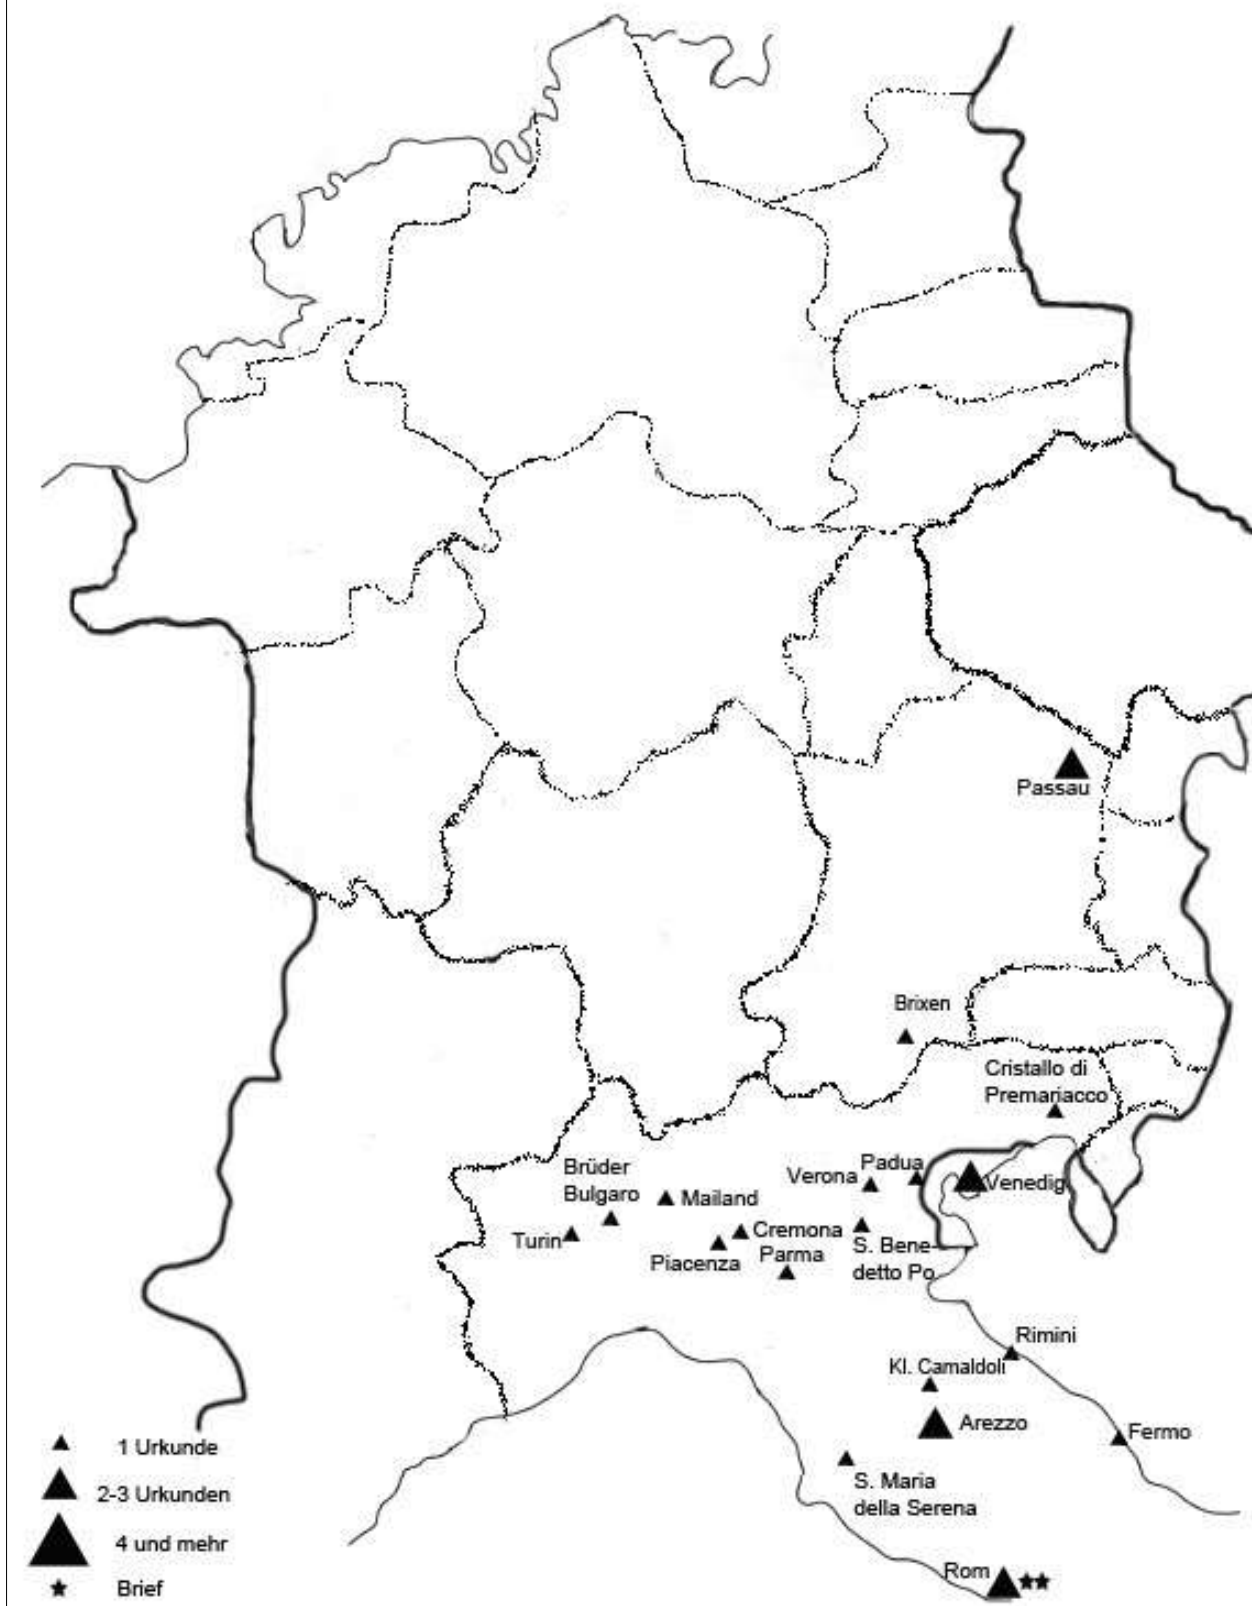 Passau
Brixen
Cristallo di
Premariacco
Brüder
Bulgaro
Verona
Padua
Venedig
Mailand
Turin
Cremona
Piacenza
Parma
S. Bene-
detto Po
Rimini
Kl. Camaldoli
Arezzo
Fermo
S. Maria
della Serena
Rom
1 Urkunde
2-3 Urkunden
4 und mehr
Brief